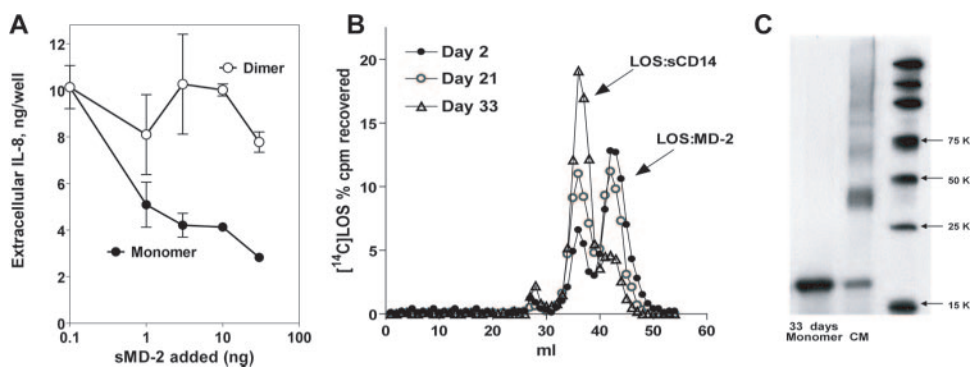 A
Extracellular IL-8, ng/well
12
10
8
6
4
2
0
Dimer
Monomer
0.1 1 10 100
sMD-2 added (ng)
B
[14C]LOS % cpm recovered
20
15
10
5
0
Day 2
Day 21
Day 33
LOS:sCD14
LOS:MD-2
0 10 20 30 40 50 60
ml
C
75 K
50 K
25 K
15 K
33 days
Monomer CM